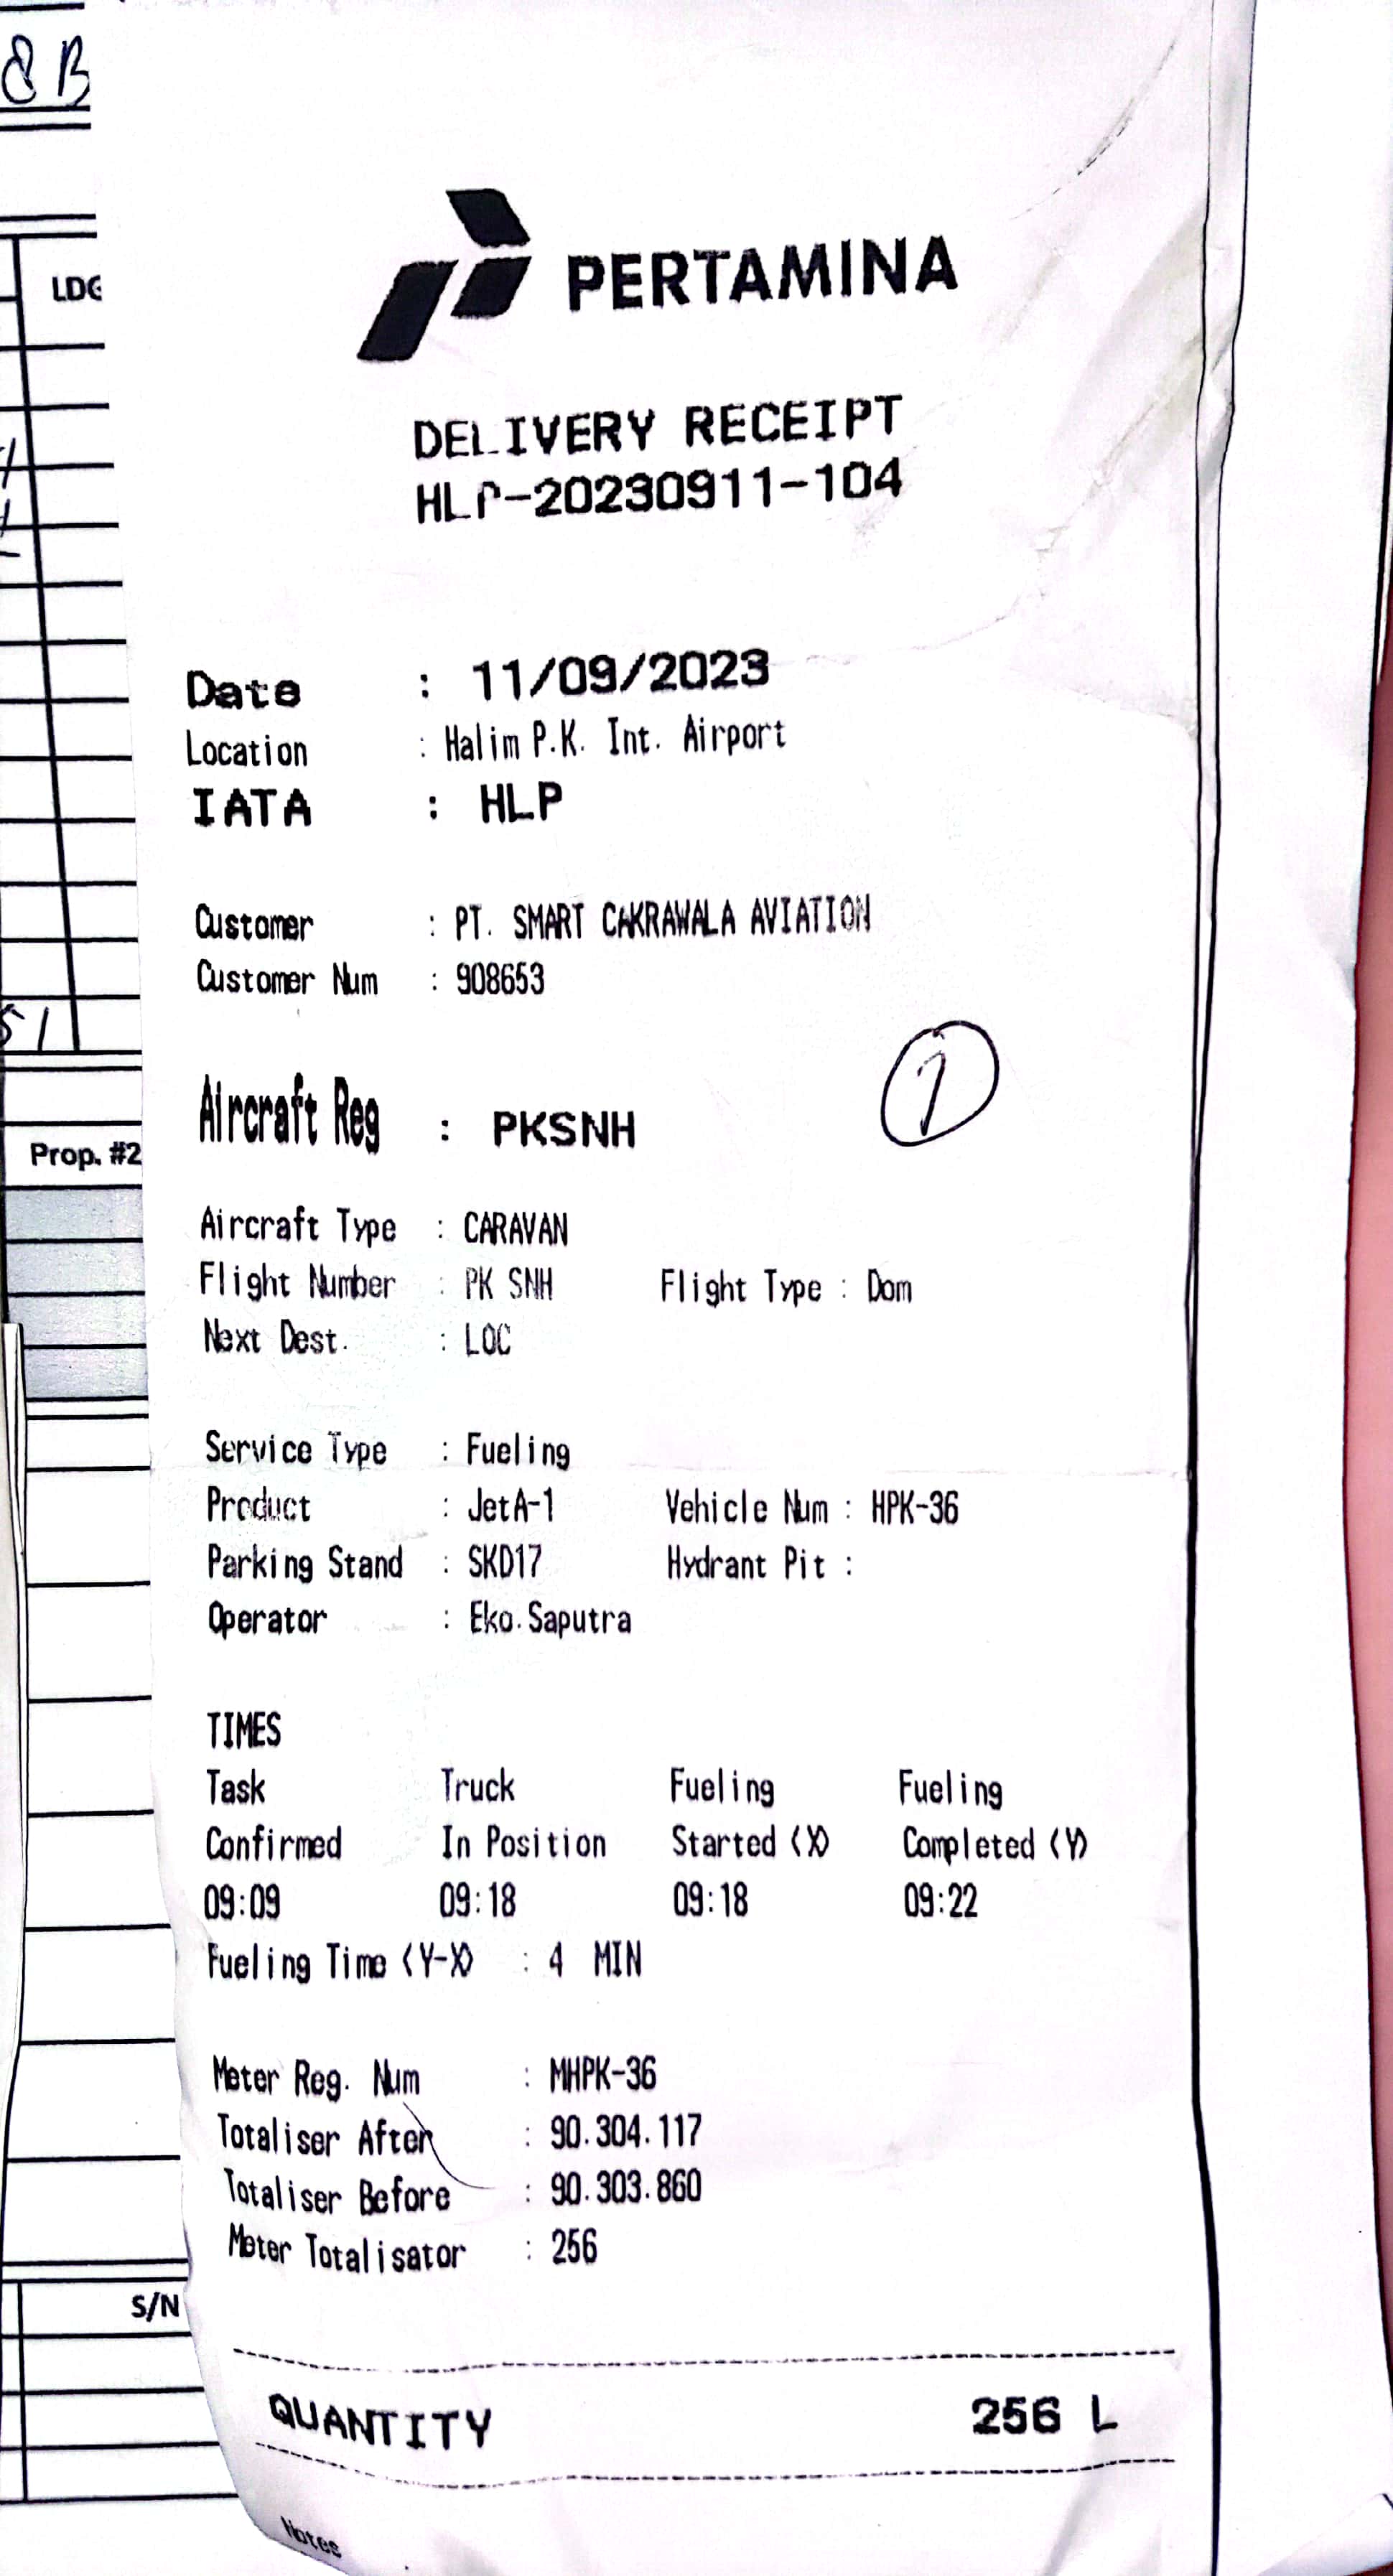 8B
LDG
51
Prop. #2
S/N
PERTAMINA
DELIVERY RECEIPT
HLP-20230911-104
Date : 11/09/2023
Location : Halim P.K. Int. Airport
IATA : HLP
Customer : PT. SMART CAKRAWALA AVIATION
Customer Num : 908653
1
Aircraft Reg : PKSNH
Aircraft Type : CARAVAN
Flight Number : PK SNH Flight Type : Dom
Next Dest. : LOC
Service Type : Fueling
Product : JetA-1 Vehicle Num : HPK-36
Parking Stand : SKD17 Hydrant Pit :
Operator : Eko.Saputra
TIMES
Task Truck Fueling Fueling
Confirmed In Position Started (X) Completed (Y)
09:09 09:18 09:18 09:22
Fueling Time (Y-X) : 4 MIN
Meter Reg. Num : MHPK-36
Totaliser After : 90.304.117
Totaliser Before : 90.303.860
Meter Totalisator : 256
QUANTITY 256 L
Notes